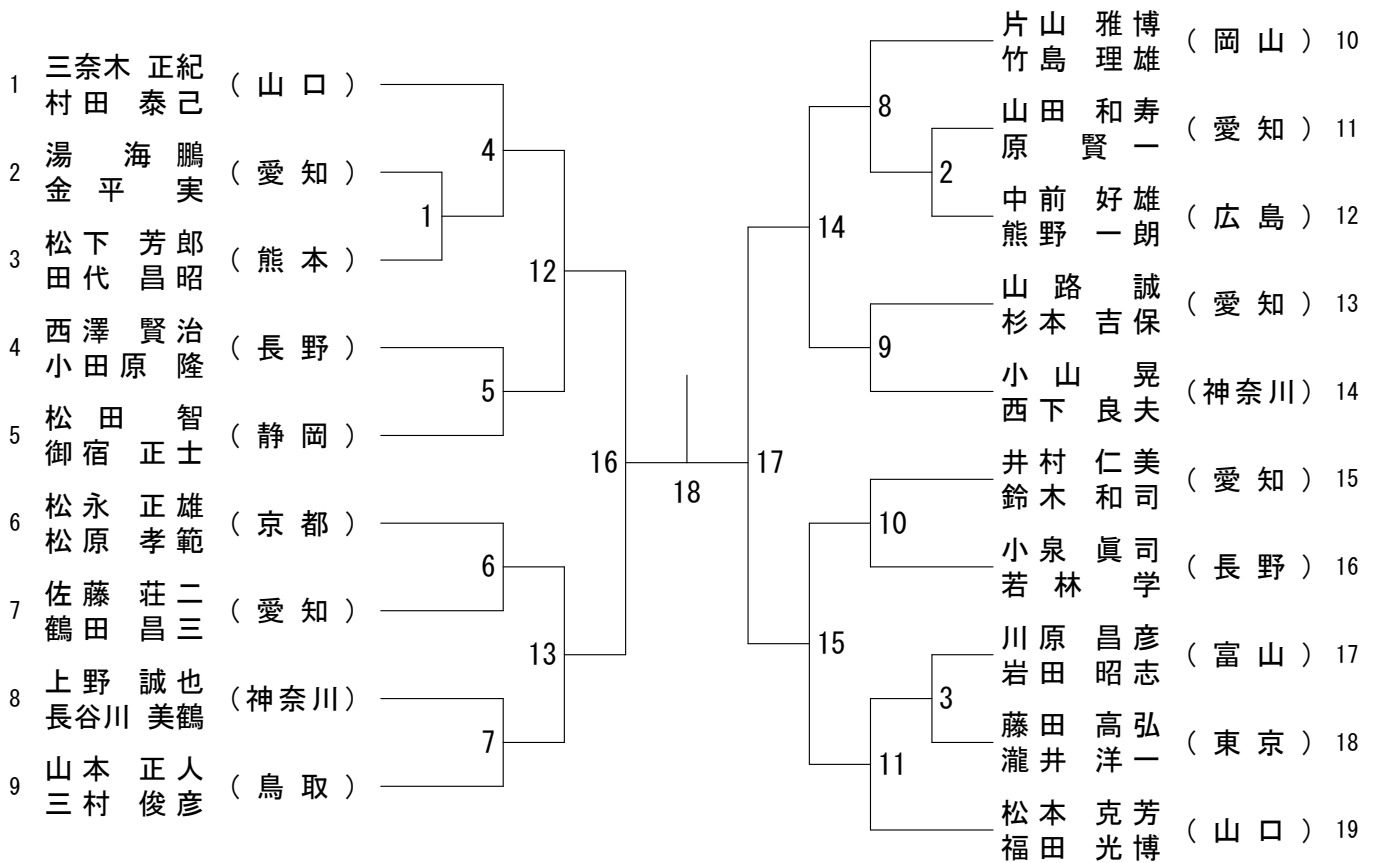 1 三奈木 正紀 (山口)
村田 泰己
2 湯 海鵬 (愛知)
金平 実
3 松下 芳郎 (熊本)
田代 昌昭
4 西澤 賢治 (長野)
小田原 隆
5 松田 智 (静岡)
御宿 正士
6 松永 正雄 (京都)
松原 孝範
7 佐藤 荘二 (愛知)
鶴田 昌三
8 上野 誠也 (神奈川)
長谷川 美鶴
9 山本 正人 (鳥取)
三村 俊彦
4
1
12
5
16
6
13
7
18
8
2
14
9
17
10
15
3
11
片山 雅博 (岡山) 10
竹島 理雄
山田 和寿 (愛知) 11
原 賢一
中前 好雄 (広島) 12
熊野 一朗
山路 誠 (愛知) 13
杉本 吉保
小山 晃 (神奈川) 14
西下 良夫
井村 仁美 (愛知) 15
鈴木 和司
小泉 眞司 (長野) 16
若林 学
川原 昌彦 (富山) 17
岩田 昭志
藤田 高弘 (東京) 18
瀧井 洋一
松本 克芳 (山口) 19
福田 光博